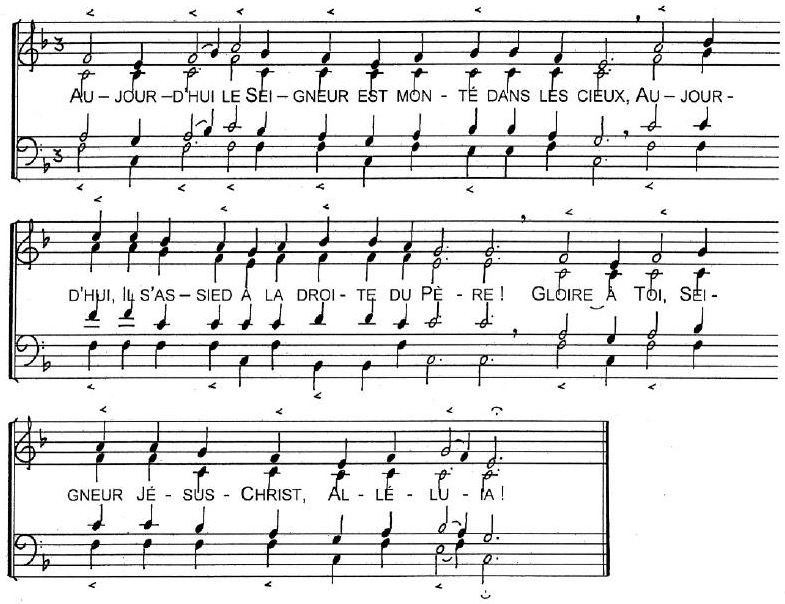 AU–JOUR–D'HUI LE SEI–GNEUR EST MON - TÉ DANS LES CIEUX, AU–JOUR-
D'HUI, IL S'AS–SIED À LA DROI-TE DU PÈ-RE ! GLOIRE À TOI, SEI-
GNEUR JÉ - SUS- CHRIST, AL-LÉ-LU-IA !